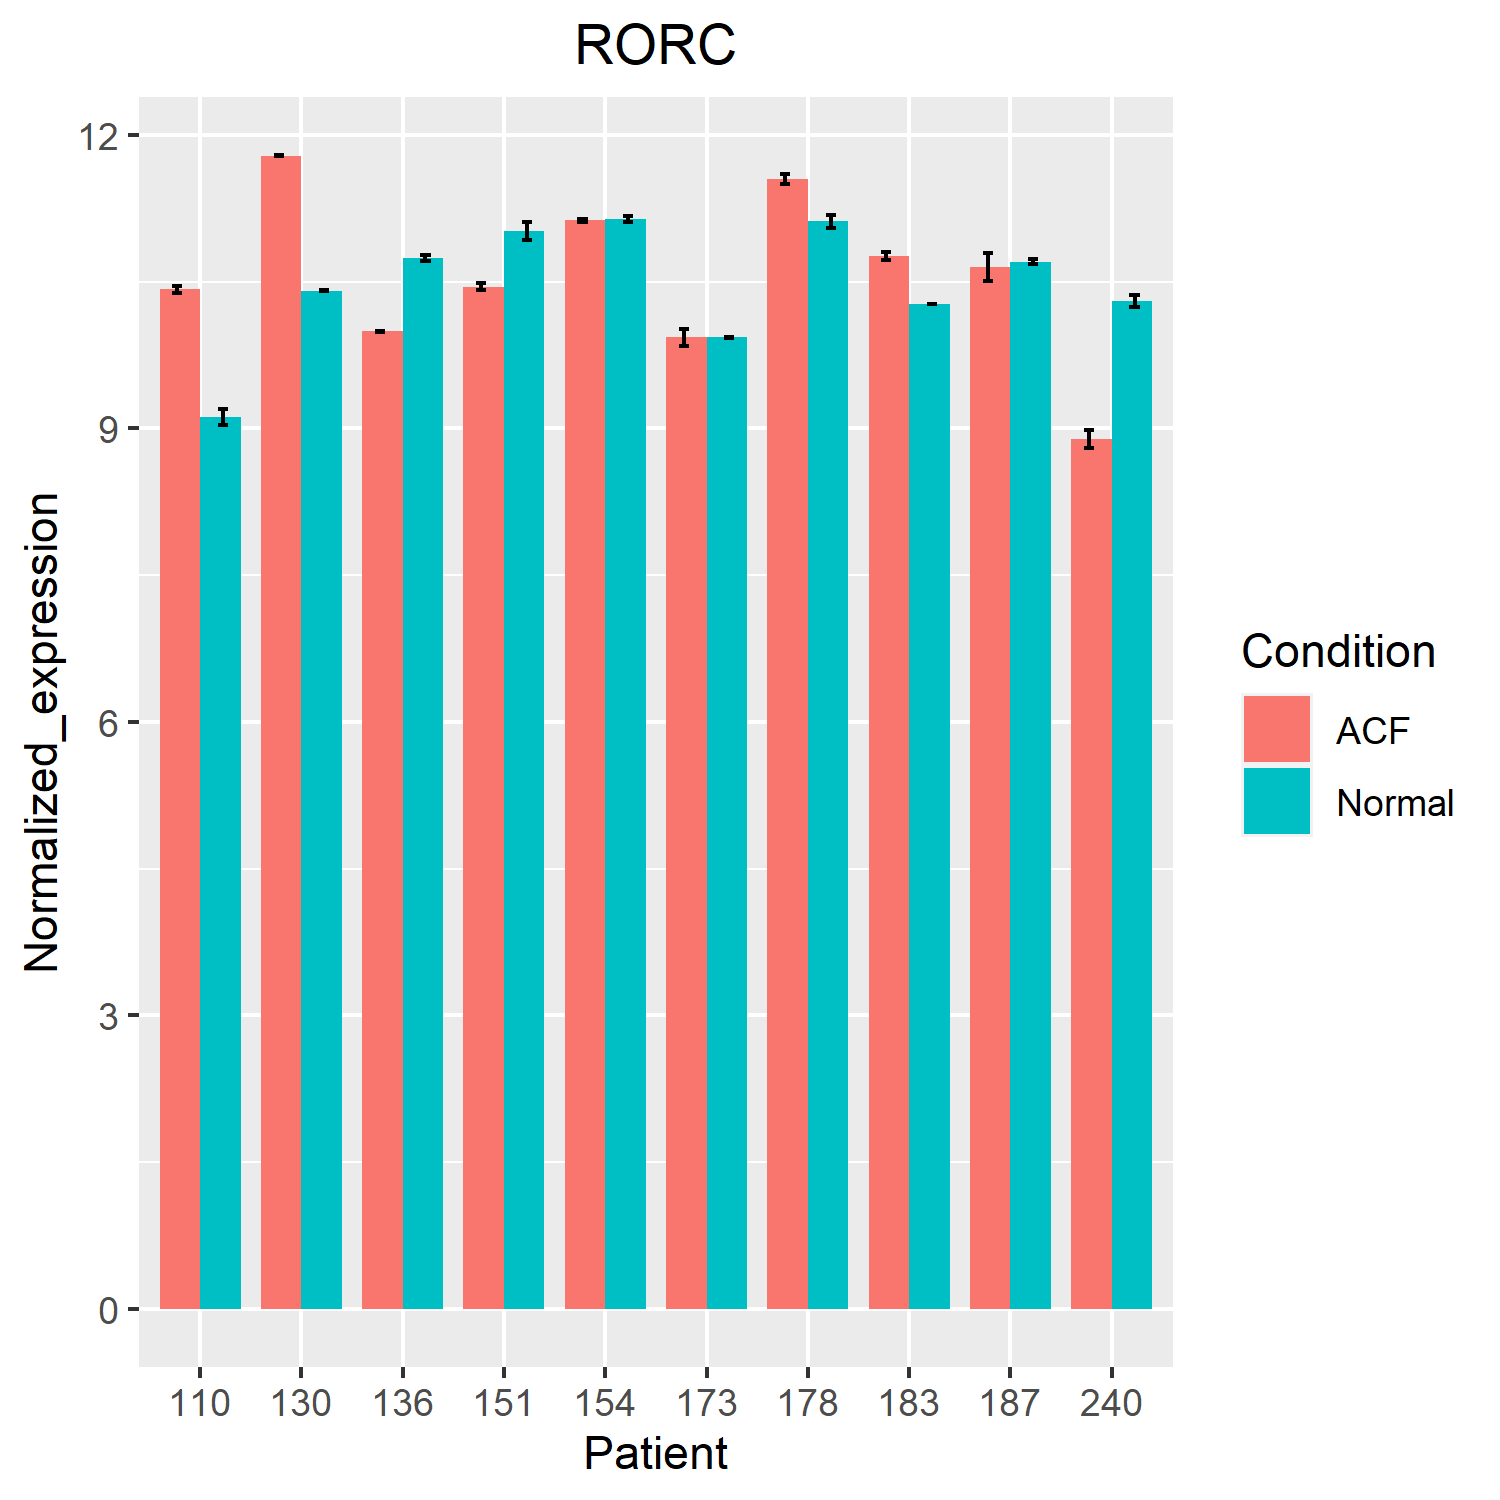 RORC
12
9
6
3
0
Normalized_expression
110 130 136 151 154 173 178 183 187 240
Patient
Condition
ACF
Normal